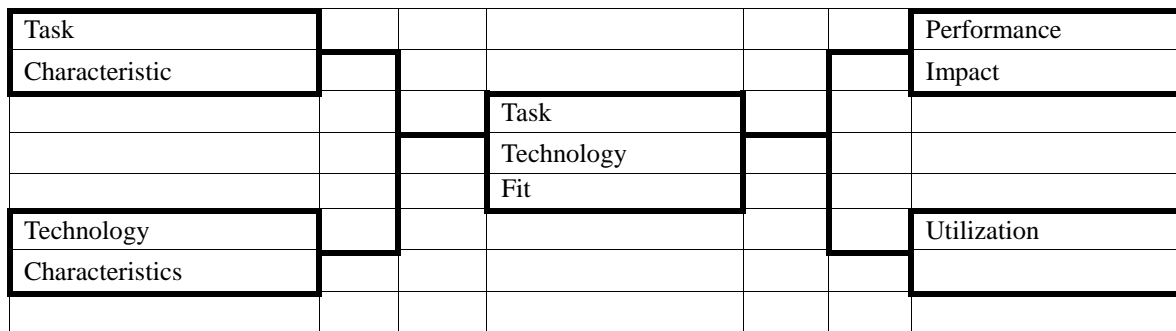 Task
Characteristic
Performance
Impact
Task
Technology
Fit
Technology
Characteristics
Utilization